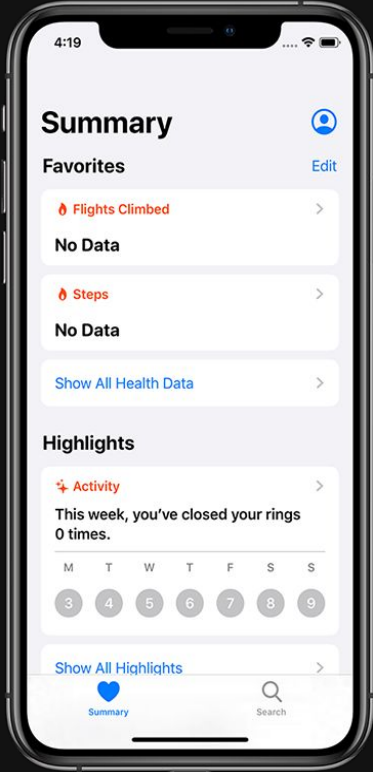 4:19
Summary
Favorites
Edit
Flights Climbed
No Data
Steps
No Data
Show All Health Data
Highlights
Activity
This week, you’ve closed your rings
0 times.
M T W T F S S
3 4 5 6 7 8 9
Show All Highlights
Summary
Search